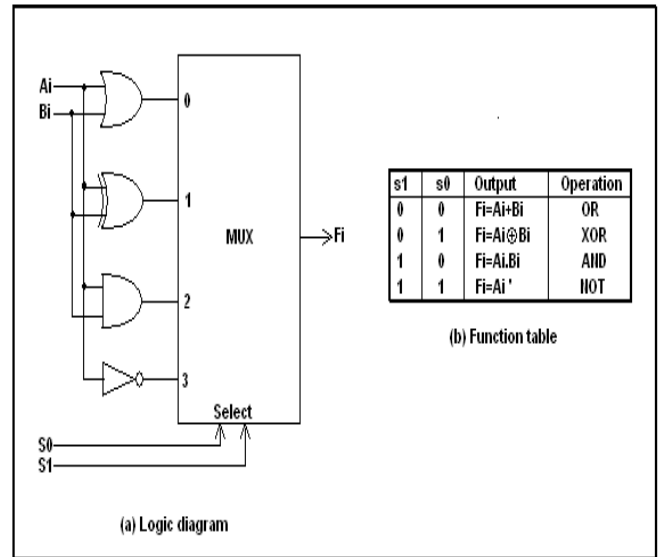 Ai
Bi
0
1
MUX
Fi
2
3
Select
S0
S1
(a) Logic diagram
s1 s0 Output Operation
0 0 Fi=Ai+Bi OR
0 1 Fi=Ai⊕Bi XOR
1 0 Fi=Ai.Bi AND
1 1 Fi=Ai ' NOT
(b) Function table